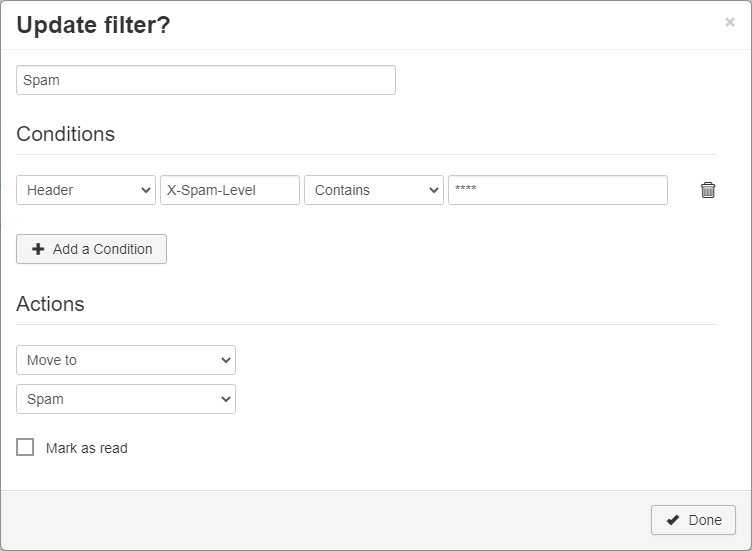 Update filter?
×
Spam
Conditions
Header X-Spam-Level Contains ****
Add a Condition
Actions
Move to
Spam
Mark as read
Done